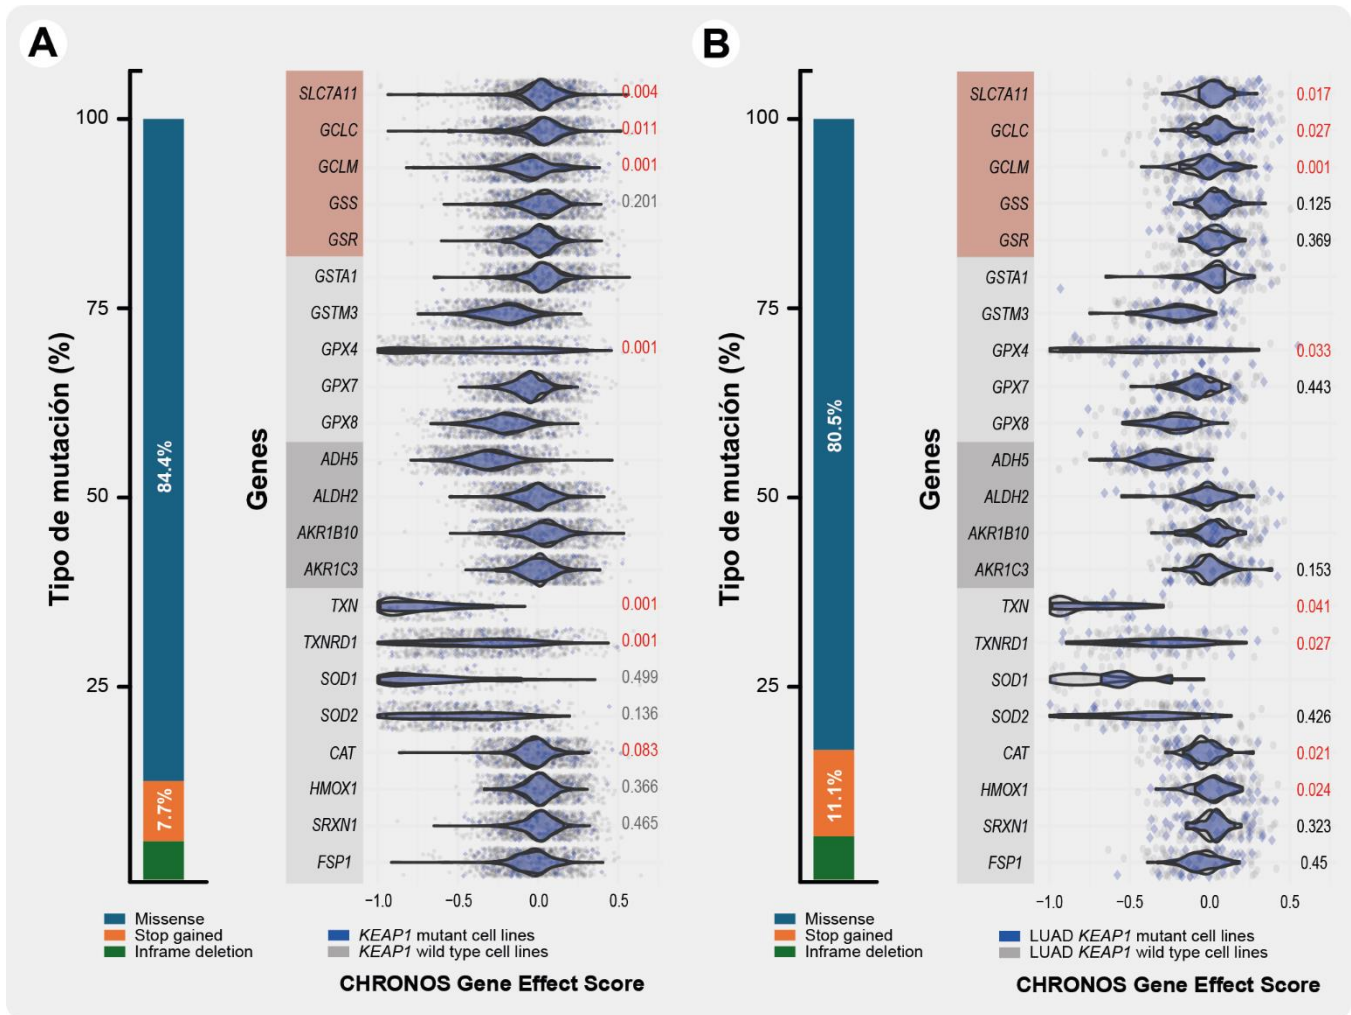 A
Tipo de mutación (%)
100
75
50
25
84.4%
7.7%
Missense
Stop gained
Inframe deletion
Genes
SLC7A11 0.004
GCLC 0.011
GCLM 0.001
GSS 0.201
GSR
GSTA1
GSTM3
GPX4 0.001
GPX7
GPX8
ADH5
ALDH2
AKR1B10
AKR1C3
TXN 0.001
TXNRD1 0.001
SOD1 0.499
SOD2 0.136
CAT 0.083
HMOX1 0.366
SRXN1 0.465
FSP1
−1.0 −0.5 0.0 0.5
KEAP1 mutant cell lines
KEAP1 wild type cell lines
CHRONOS Gene Effect Score
B
Tipo de mutación (%)
100
75
50
25
80.5%
11.1%
Missense
Stop gained
Inframe deletion
Genes
SLC7A11 0.017
GCLC 0.027
GCLM 0.001
GSS 0.125
GSR 0.369
GSTA1
GSTM3
GPX4 0.033
GPX7 0.443
GPX8
ADH5
ALDH2
AKR1B10
AKR1C3 0.153
TXN 0.041
TXNRD1 0.027
SOD1
SOD2 0.426
CAT 0.021
HMOX1 0.024
SRXN1 0.323
FSP1 0.45
−1.0 −0.5 0.0 0.5
LUAD KEAP1 mutant cell lines
LUAD KEAP1 wild type cell lines
CHRONOS Gene Effect Score